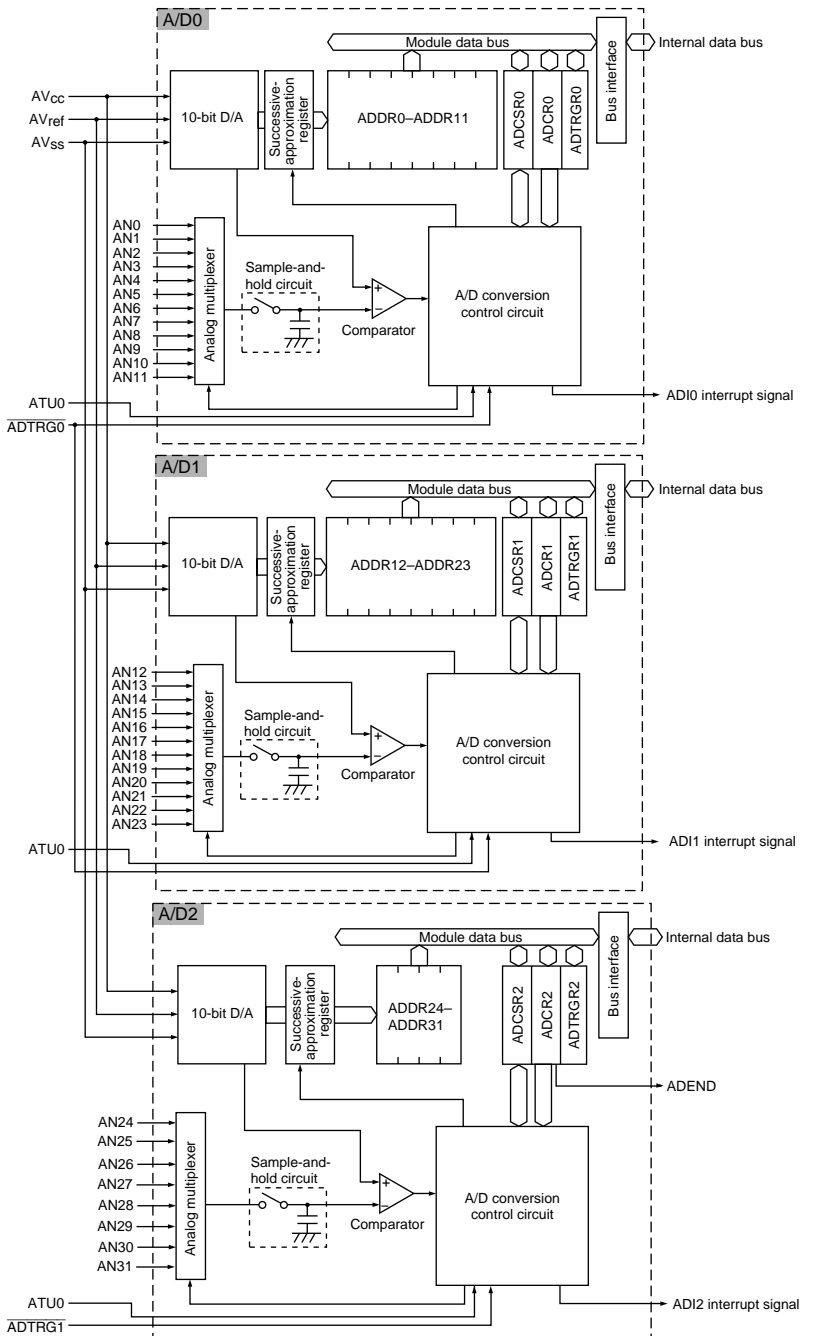 A/D0
Module data bus
Internal data bus
Bus interface
AVcc
AVref
AVss
10-bit D/A
Successive-
approximation
register
ADDR0–ADDR11
ADCSR0
ADCR0
ADTRGR0
AN0
AN1
AN2
AN3
AN4
AN5
AN6
AN7
AN8
AN9
AN10
AN11
Analog multiplexer
Sample-and-
hold circuit
+
−
Comparator
A/D conversion
control circuit
ATU0
ADTRG0
ADI0 interrupt signal
A/D1
Module data bus
Internal data bus
Bus interface
10-bit D/A
Successive-
approximation
register
ADDR12–ADDR23
ADCSR1
ADCR1
ADTRGR1
AN12
AN13
AN14
AN15
AN16
AN17
AN18
AN19
AN20
AN21
AN22
AN23
Analog multiplexer
Sample-and-
hold circuit
+
−
Comparator
A/D conversion
control circuit
ATU0
ADI1 interrupt signal
A/D2
Module data bus
Internal data bus
Bus interface
10-bit D/A
Successive-
approximation
register
ADDR24–
ADDR31
ADCSR2
ADCR2
ADTRGR2
ADEND
AN24
AN25
AN26
AN27
AN28
AN29
AN30
AN31
Analog multiplexer
Sample-and-
hold circuit
+
−
Comparator
A/D conversion
control circuit
ATU0
ADTRG1
ADI2 interrupt signal